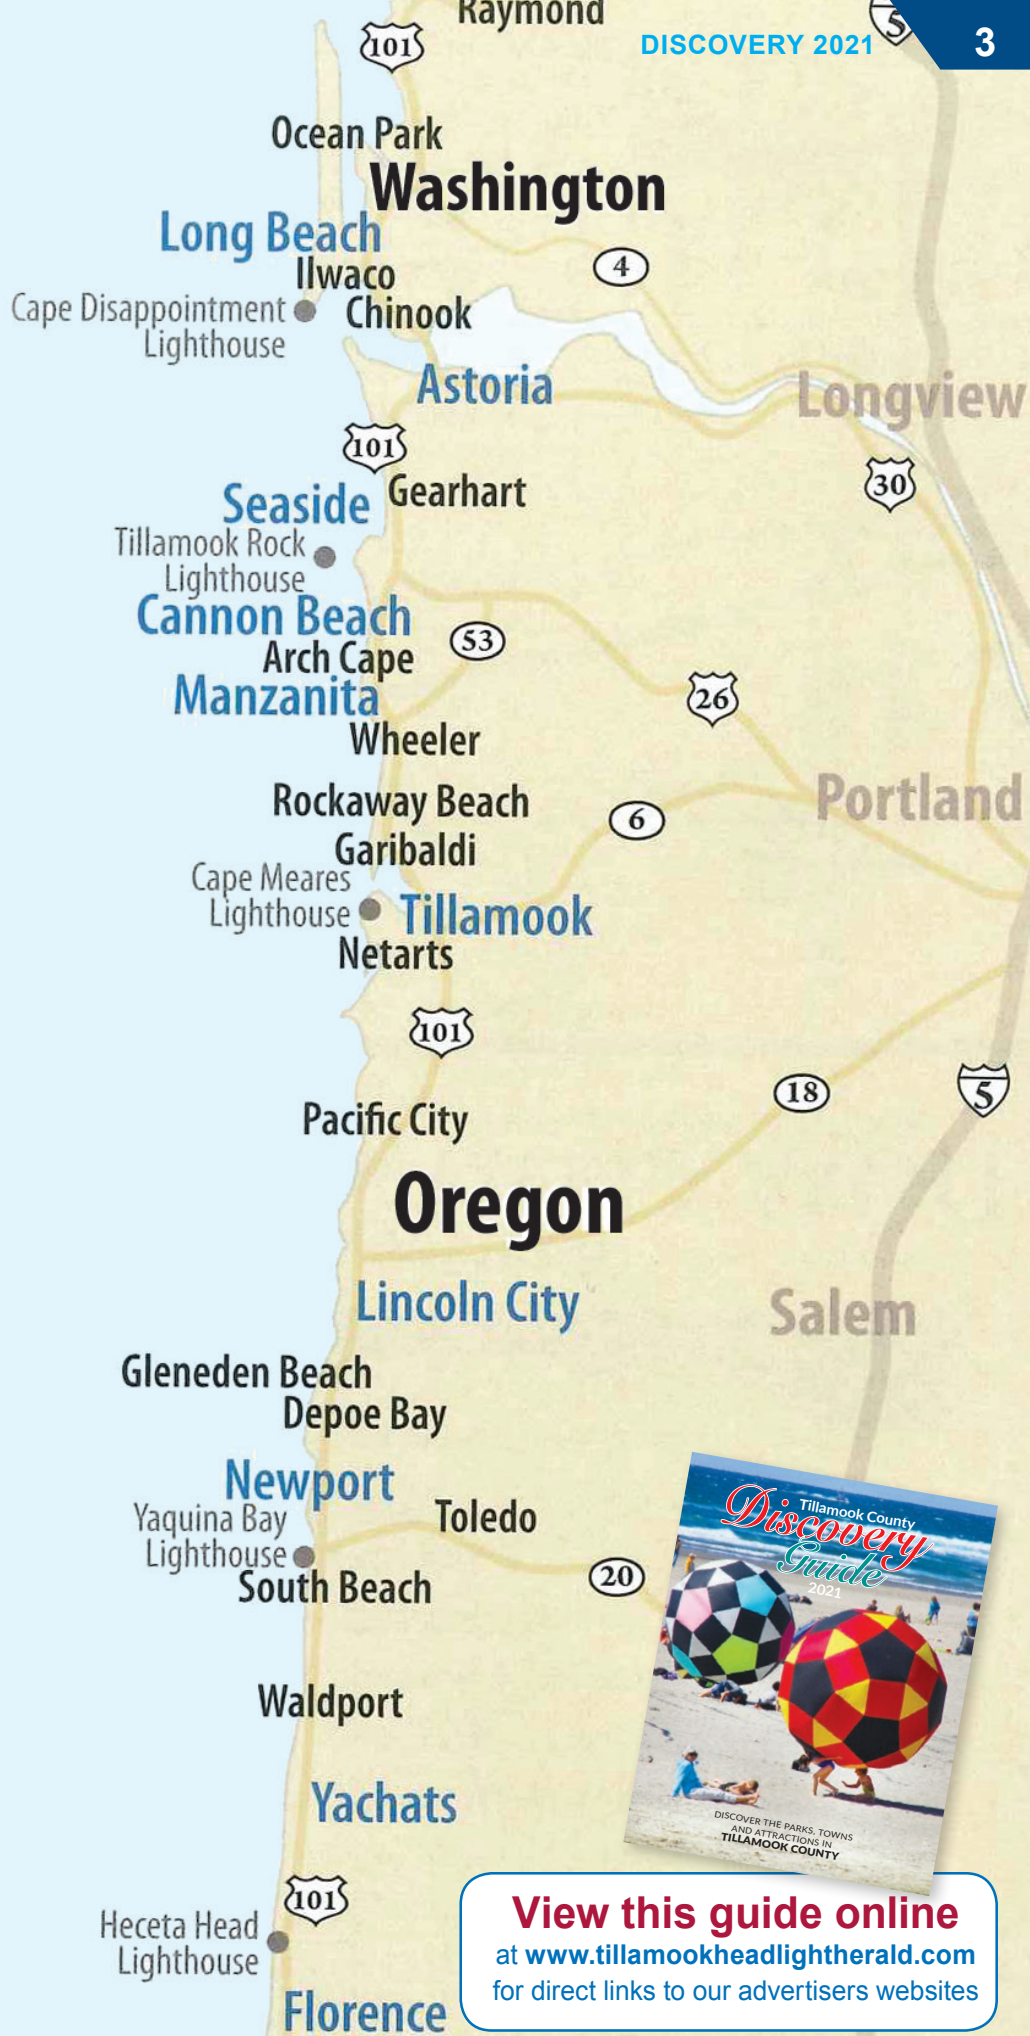 Raymond
5
DISCOVERY 2021
3
101
Ocean Park
Washington
Long Beach
Ilwaco
4
Cape Disappointment
Lighthouse
Chinook
Astoria
Longview
101
30
Gearhart
Seaside
Tillamook Rock
Lighthouse
Cannon Beach
53
Arch Cape
Manzanita
26
Wheeler
Rockaway Beach
Portland
6
Garibaldi
Cape Meares
Lighthouse
Tillamook
Netarts
101
18
5
Pacific City
Oregon
Lincoln City
Salem
Gleneden Beach
Depoe Bay
Newport
Yaquina Bay
Lighthouse
Toledo
South Beach
20
Waldport
Yachats
101
Heceta Head
Lighthouse
Florence
Tillamook County
Discovery
Guide
2021
DISCOVER THE PARKS, TOWNS
AND ATTRACTIONS IN
TILLAMOOK COUNTY
View this guide online
at www.tillamookheadlightherald.com
for direct links to our advertisers websites